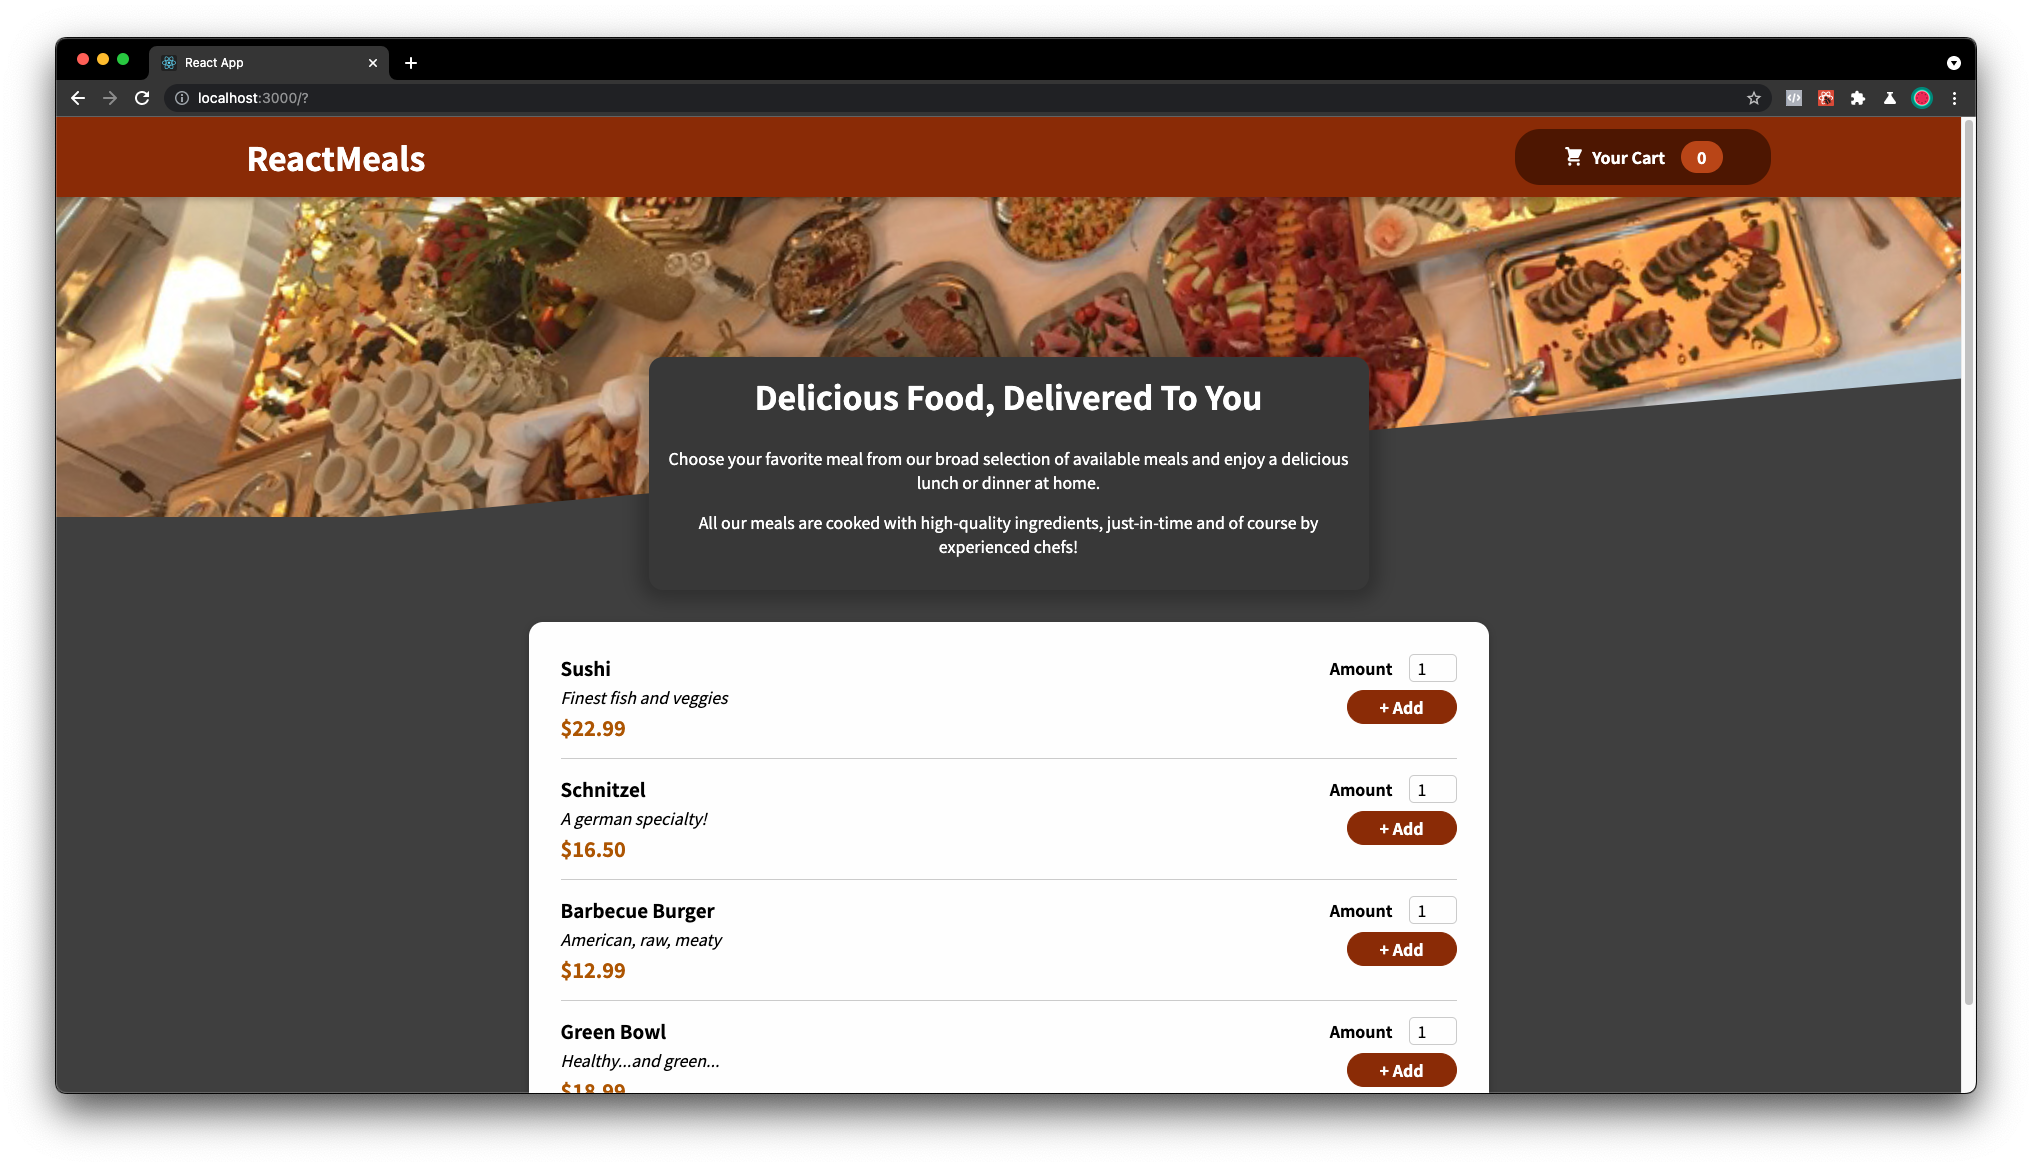 React App
localhost:3000/?
ReactMeals
Your Cart 0
Delicious Food, Delivered To You
Choose your favorite meal from our broad selection of available meals and enjoy a delicious
lunch or dinner at home.
All our meals are cooked with high-quality ingredients, just-in-time and of course by
experienced chefs!
Sushi
Finest fish and veggies
$22.99
Amount 1
+ Add
Schnitzel
A german specialty!
$16.50
Amount 1
+ Add
Barbecue Burger
American, raw, meaty
$12.99
Amount 1
+ Add
Green Bowl
Healthy...and green...
$18.99
Amount 1
+ Add